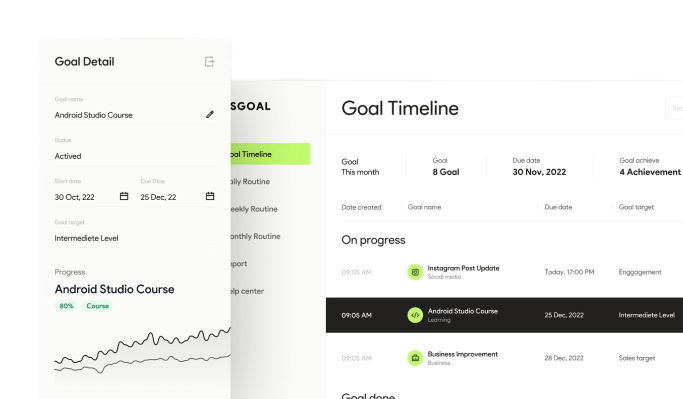 Goal Detail
Goal name
Android Studio Course
Status
Actived
Start date
Due Dtue
30 Oct, 222
25 Dec, 22
Goal target
Intermediete Level
Progress
Android Studio Course
80%
Course
SGOAL
oal Timeline
aily Routine
eekly Routine
onthly Routine
eport
elp center
Goal Timeline
Sea
Goal
This month
Goal
8 Goal
Due date
30 Nov, 2022
Goal achieve
4 Achievement
Date created
Goal name
Due date
Goal target
On progress
09:05 AM
Instagram Post Update
Social media
Today, 17:00 PM
Enggagement
09:05 AM
Android Studio Course
Learning
25 Dec, 2022
Intermediete Level
09:05 AM
Business Improvement
Business
28 Dec, 2022
Sales target
Goal done